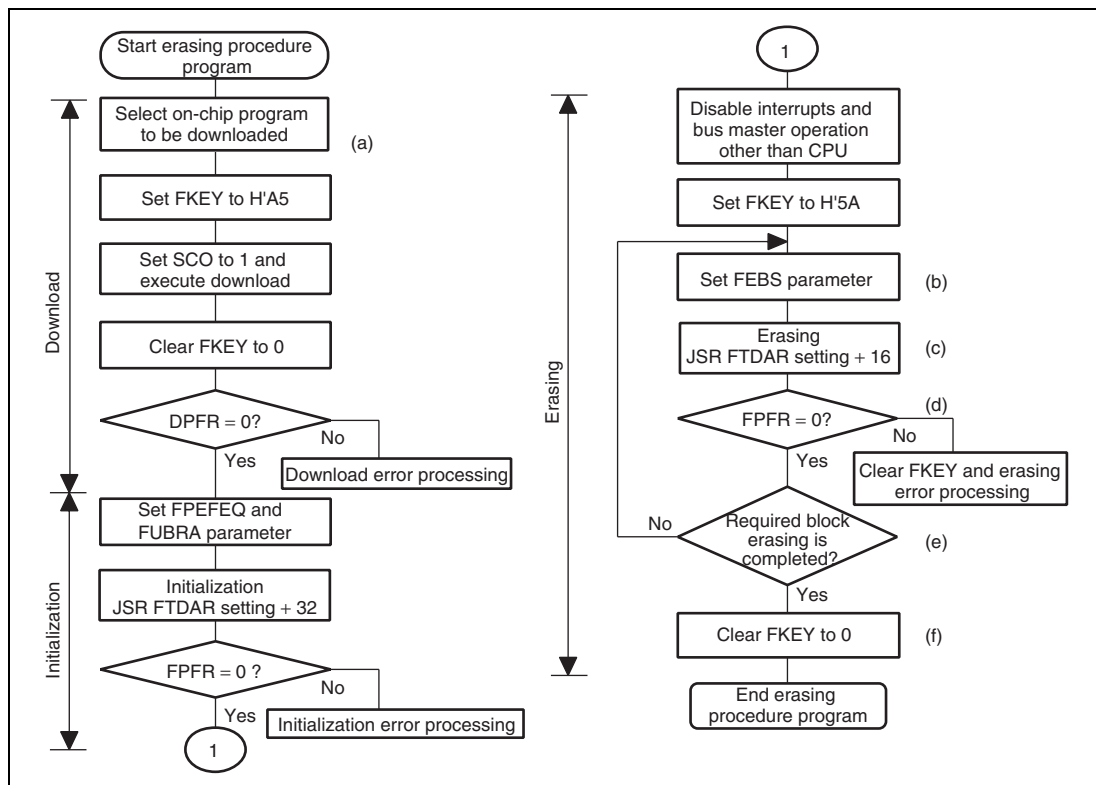 Start erasing procedure
program
Download
Select on-chip program
to be downloaded
(a)
Set FKEY to H'A5
Set SCO to 1 and
execute download
Clear FKEY to 0
DPFR = 0?
No
Yes
Download error processing
Initialization
Set FPEFEQ and
FUBRA parameter
Initialization
JSR FTDAR setting + 32
FPFR = 0 ?
No
Yes
Initialization error processing
1
1
Erasing
Disable interrupts and
bus master operation
other than CPU
Set FKEY to H'5A
Set FEBS parameter
(b)
Erasing
JSR FTDAR setting + 16
(c)
FPFR = 0?
(d)
No
Yes
Clear FKEY and erasing
error processing
No
Required block
erasing is
completed?
(e)
Yes
Clear FKEY to 0
(f)
End erasing
procedure program